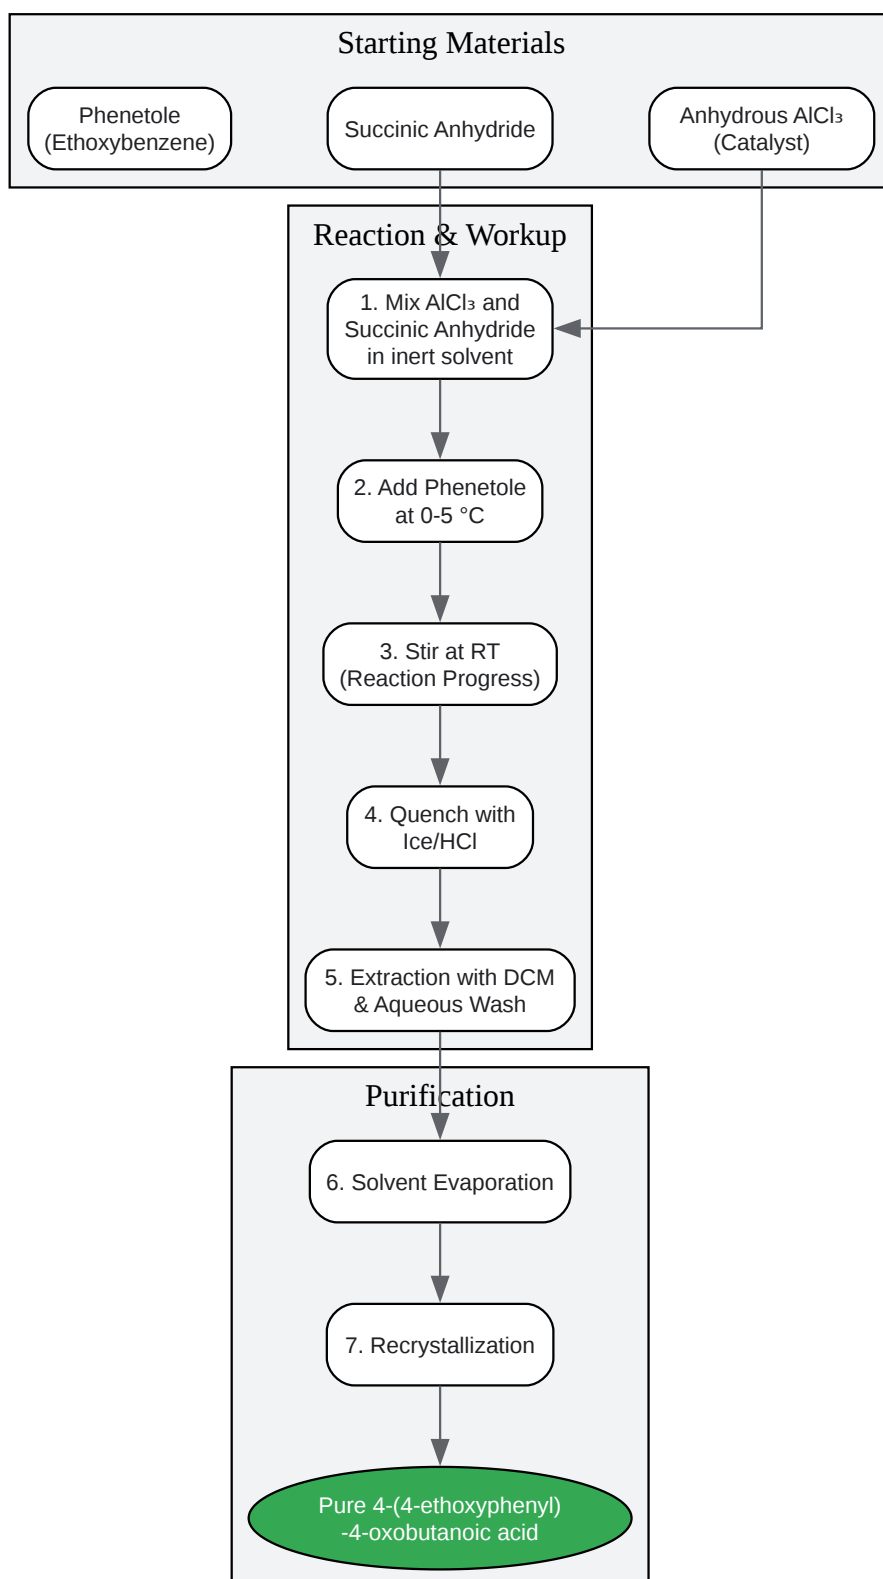 Starting Materials
Phenetole
(Ethoxybenzene)
Succinic Anhydride
Anhydrous AlCl₃
(Catalyst)
Reaction & Workup
1. Mix AlCl₃ and
Succinic Anhydride
in inert solvent
2. Add Phenetole
at 0-5 °C
3. Stir at RT
(Reaction Progress)
4. Quench with
Ice/HCl
5. Extraction with DCM
& Aqueous Wash
Purification
6. Solvent Evaporation
7. Recrystallization
Pure 4-(4-ethoxyphenyl)
-4-oxobutanoic acid